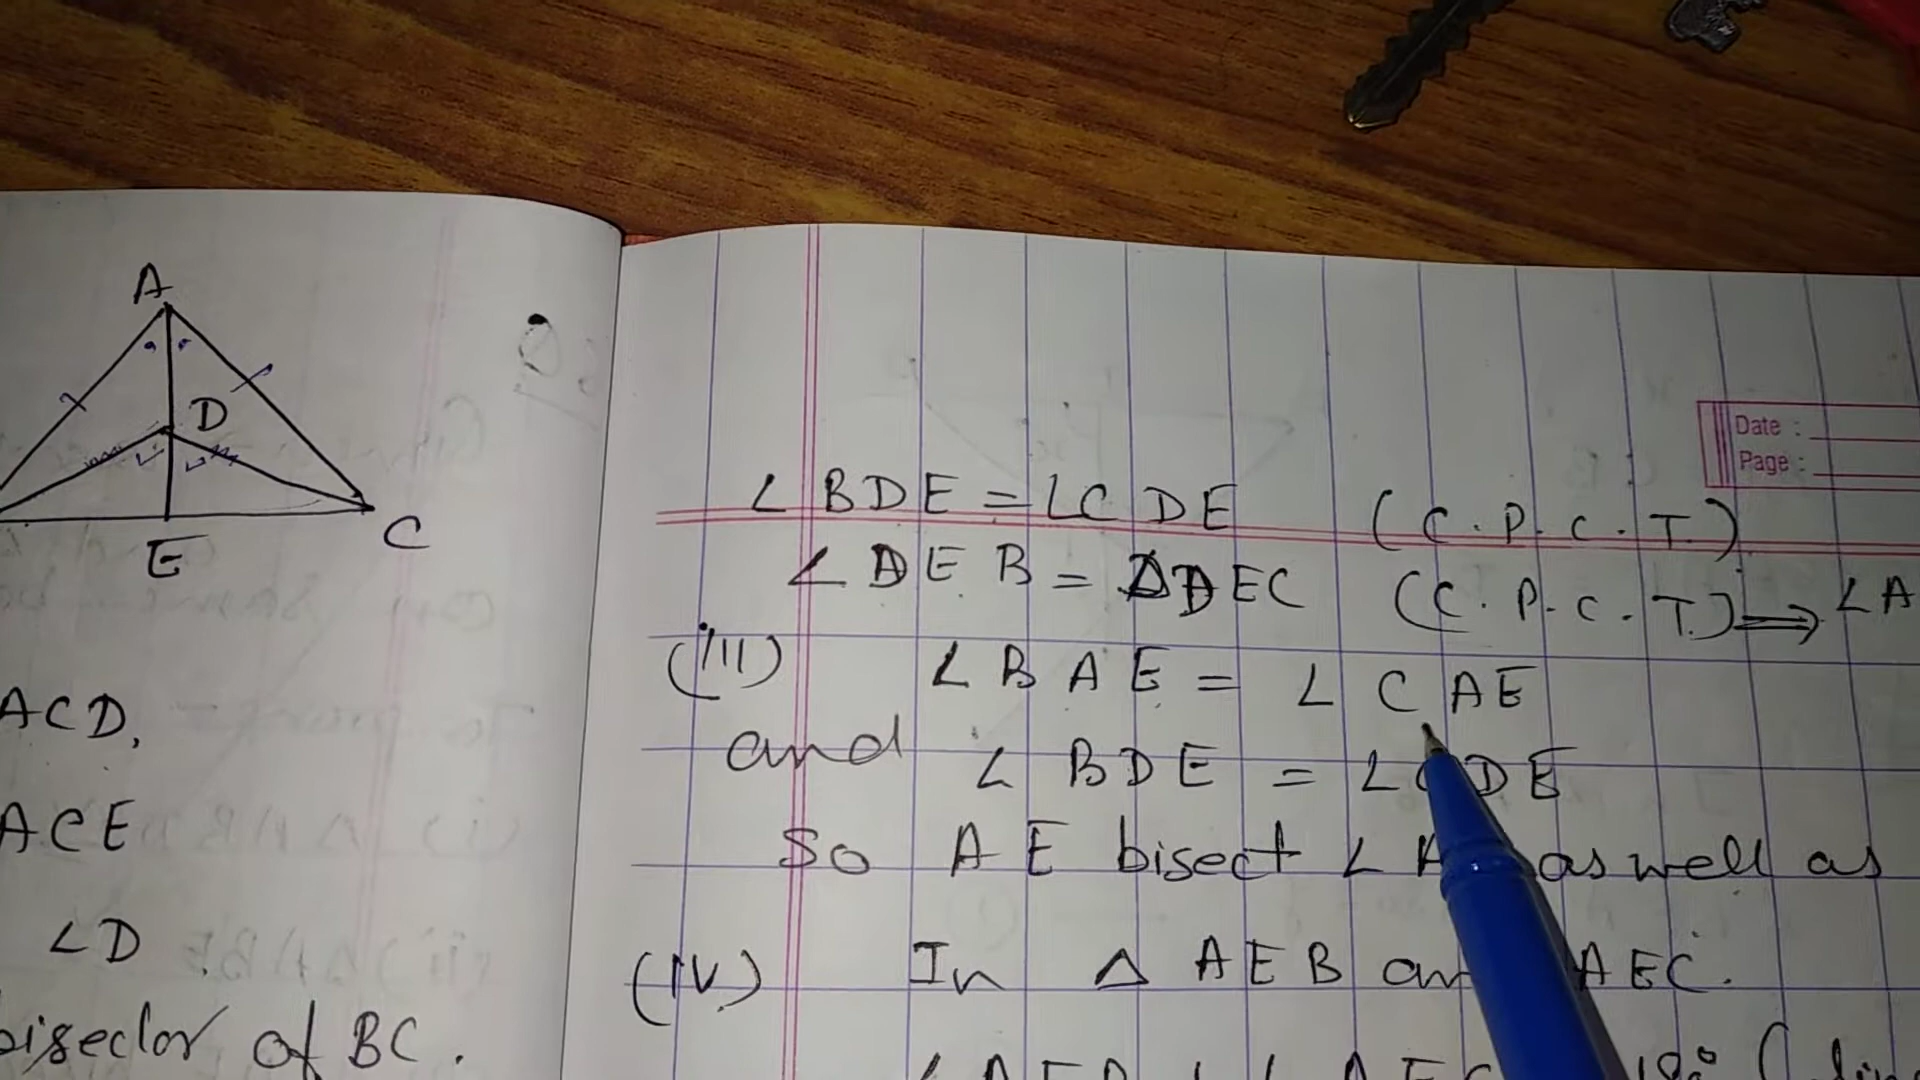 A
D
E
C
ACD,
ACE
∠D
bisector of BC.
Date :
Page :
∠BDE = ∠CDE (C.P.C.T.)
∠DEB = ∆DEC (C.P.C.T.) ⟹ ∠A
(iii) ∠BAE = ∠CAE
and ∠BDE = ∠CDE
So AE bisect ∠A as well as
(iv) In ∆ AEB an AEC.